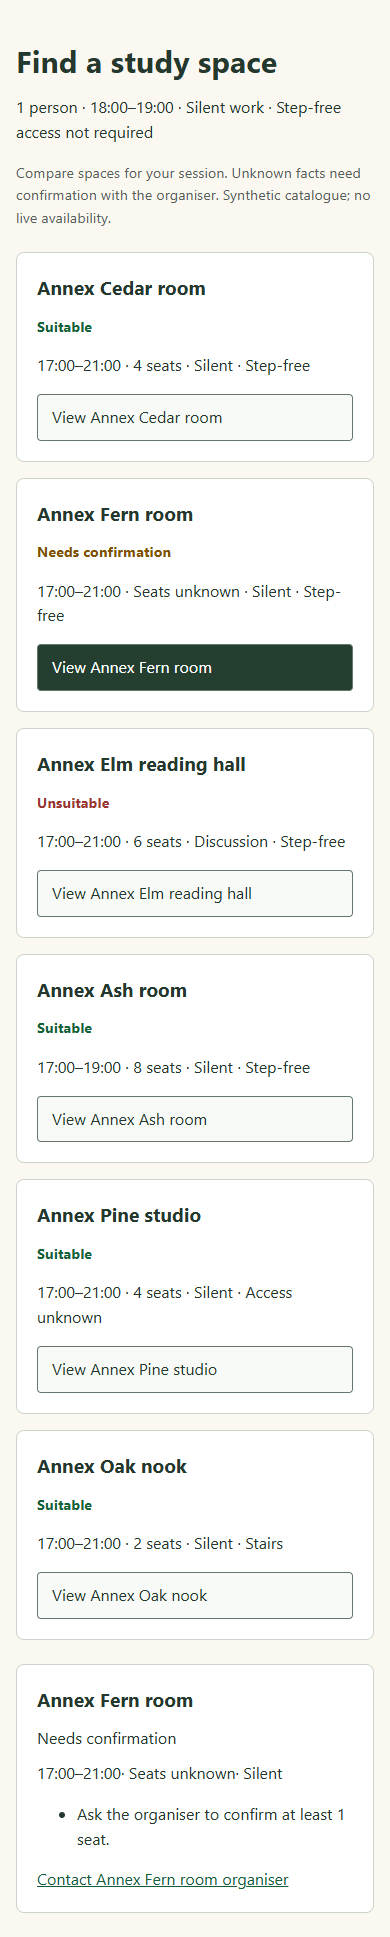 Find a study space
1 person · 18:00–19:00 · Silent work · Step-free
access not required
Compare spaces for your session. Unknown facts need
confirmation with the organiser. Synthetic catalogue; no
live availability.
Annex Cedar room
Suitable
17:00–21:00 · 4 seats · Silent · Step-free
View Annex Cedar room
Annex Fern room
Needs confirmation
17:00–21:00 · Seats unknown · Silent · Step-
free
View Annex Fern room
Annex Elm reading hall
Unsuitable
17:00–21:00 · 6 seats · Discussion · Step-free
View Annex Elm reading hall
Annex Ash room
Suitable
17:00–19:00 · 8 seats · Silent · Step-free
View Annex Ash room
Annex Pine studio
Suitable
17:00–21:00 · 4 seats · Silent · Access
unknown
View Annex Pine studio
Annex Oak nook
Suitable
17:00–21:00 · 2 seats · Silent · Stairs
View Annex Oak nook
Annex Fern room
Needs confirmation
17:00–21:00· Seats unknown· Silent
• Ask the organiser to confirm at least 1
seat.
Contact Annex Fern room organiser